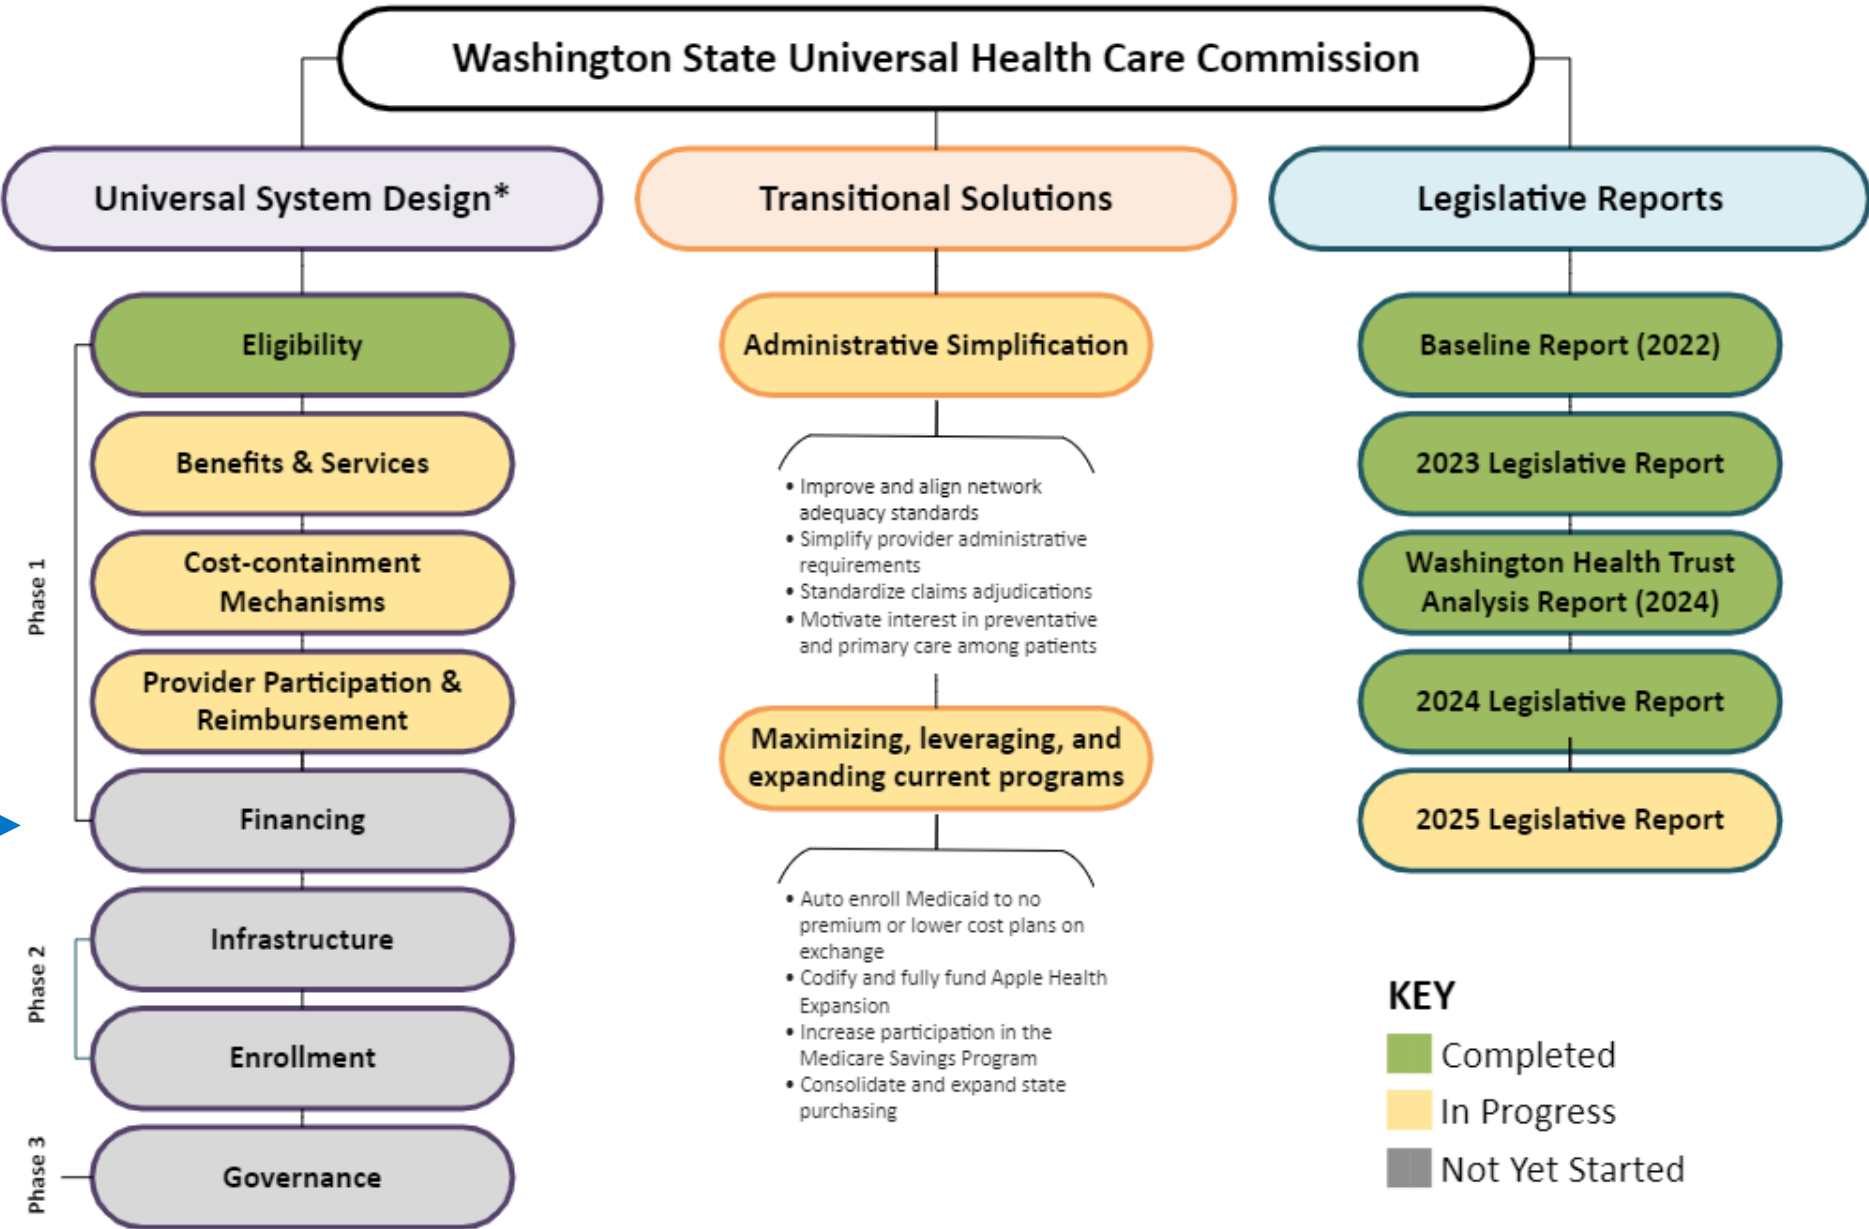 Washington State Universal Health Care Commission
Universal System Design*
Phase 1
Eligibility
Benefits & Services
Cost-containment
Mechanisms
Provider Participation &
Reimbursement
Financing
Phase 2
Infrastructure
Enrollment
Phase 3
Governance
Transitional Solutions
Administrative Simplification
• Improve and align network
adequacy standards
• Simplify provider administrative
requirements
• Standardize claims adjudications
• Motivate interest in preventative
and primary care among patients
Maximizing, leveraging, and
expanding current programs
• Auto enroll Medicaid to no
premium or lower cost plans on
exchange
• Codify and fully fund Apple Health
Expansion
• Increase participation in the
Medicare Savings Program
• Consolidate and expand state
purchasing
Legislative Reports
Baseline Report (2022)
2023 Legislative Report
Washington Health Trust
Analysis Report (2024)
2024 Legislative Report
2025 Legislative Report
KEY
Completed
In Progress
Not Yet Started